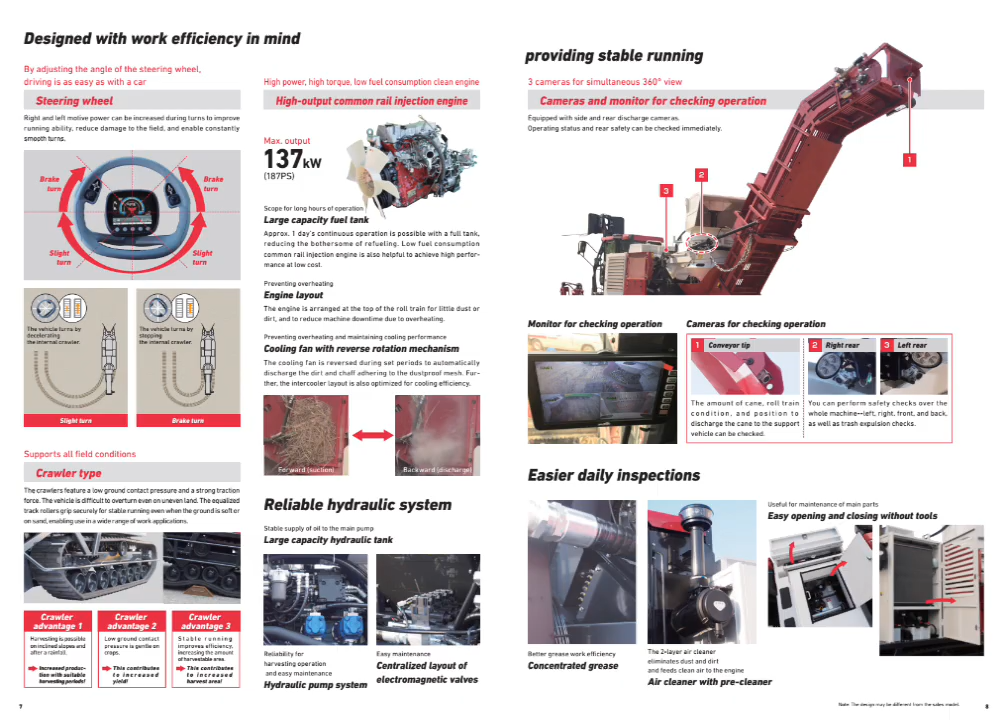 Designed with work efficiency in mind
By adjusting the angle of the steering wheel,
driving is as easy as with a car
Steering wheel
Right and left motive power can be increased during turns to improve
running ability, reduce damage to the field, and enable constantly
smooth turns.
Brake
turn
Brake
turn
Slight
turn
Slight
turn
The vehicle turns by
decelerating
the internal crawler.
Slight turn
The vehicle turns by
stopping
the internal crawler.
Brake turn
Supports all field conditions
Crawler type
The crawlers feature a low ground contact pressure and a strong traction
force. The vehicle is difficult to overturn even on uneven land. The equalized
track rollers grip securely for stable running even when the ground is soft or
on sand, enabling use in a wide range of work applications.
Crawler
advantage 1
Harvesting is possible
on inclined slopes and
after a rainfall.
Increased produc-
tion with suitable
harvesting periods!
Crawler
advantage 2
Low ground contact
pressure is gentle on
crops.
This contributes
to increased
yield!
Crawler
advantage 3
Stable running
improves efficiency,
increasing the amount
of harvestable area.
This contributes
to increased
harvest area!
7
High power, high torque, low fuel consumption clean engine
High-output common rail injection engine
Max. output
137kW
(187PS)
Scope for long hours of operation
Large capacity fuel tank
Approx. 1 day's continuous operation is possible with a full tank,
reducing the bothersome of refueling. Low fuel consumption
common rail injection engine is also helpful to achieve high perfor-
mance at low cost.
Preventing overheating
Engine layout
The engine is arranged at the top of the roll train for little dust or
dirt, and to reduce machine downtime due to overheating.
Preventing overheating and maintaining cooling performance
Cooling fan with reverse rotation mechanism
The cooling fan is reversed during set periods to automatically
discharge the dirt and chaff adhering to the dustproof mesh. Fur-
ther, the intercooler layout is also optimized for cooling efficiency.
Forward (suction)
Backward (discharge)
Reliable hydraulic system
Stable supply of oil to the main pump
Large capacity hydraulic tank
Reliability for
harvesting operation
and easy maintenance
Hydraulic pump system
Easy maintenance
Centralized layout of
electromagnetic valves
providing stable running
3 cameras for simultaneous 360° view
Cameras and monitor for checking operation
Equipped with side and rear discharge cameras.
Operating status and rear safety can be checked immediately.
1
2
3
Monitor for checking operation
Cameras for checking operation
1 Conveyor tip
2 Right rear
3 Left rear
The amount of cane, roll train
condition, and position to
discharge the cane to the support
vehicle can be checked.
You can perform safety checks over the
whole machine--left, right, front, and back,
as well as trash expulsion checks.
Easier daily inspections
Better grease work efficiency
Concentrated grease
The 2-layer air cleaner
eliminates dust and dirt
and feeds clean air to the engine
Air cleaner with pre-cleaner
Useful for maintenance of main parts
Easy opening and closing without tools
Note: The design may be different from the sales model.
8